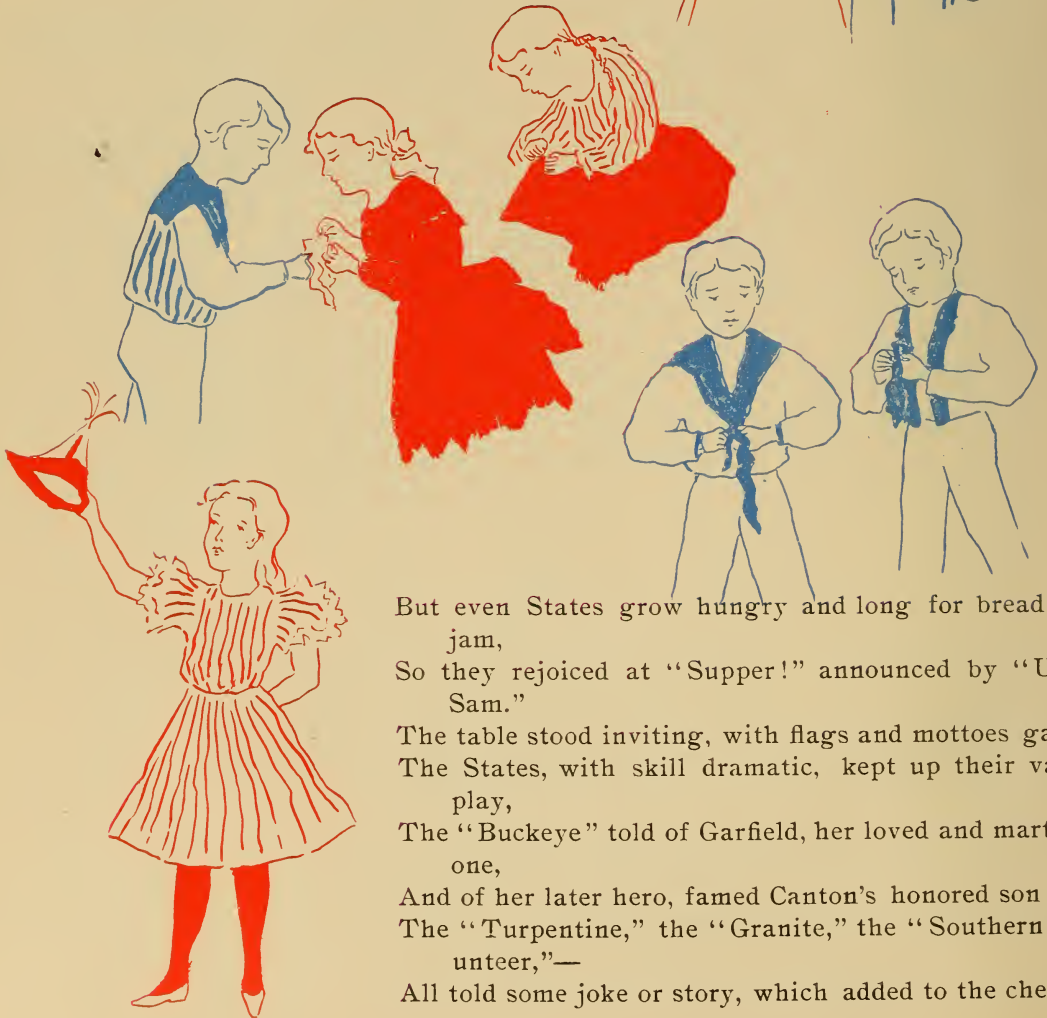 But even States grow hungry and long for bread
jam,
So they rejoiced at “Supper!” announced by “U
Sam.”
The table stood inviting, with flags and mottoes ga
The States, with skill dramatic, kept up their va
play,
The “Buckeye” told of Garfield, her loved and mart
one,
And of her later hero, famed Canton's honored son
The “Turpentine,” the “Granite,” the “Southern
unteer,”—
All told some joke or story, which added to the che